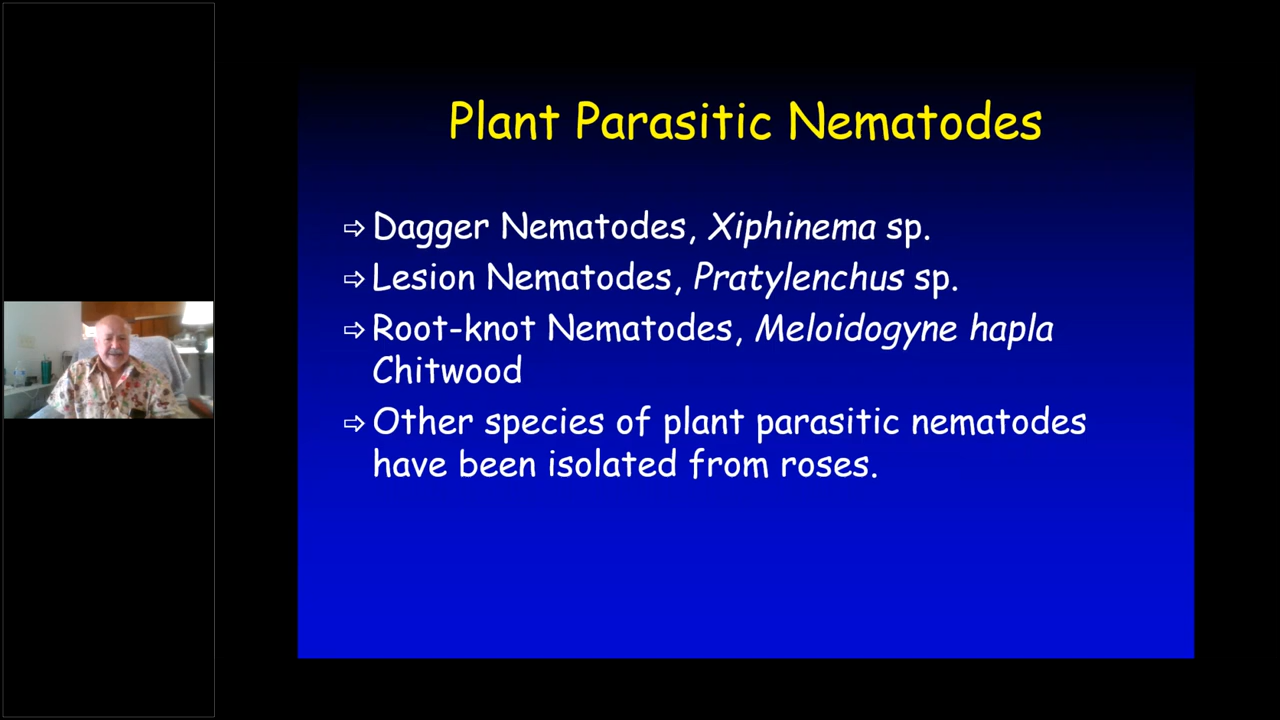 Plant Parasitic Nematodes
⇨Dagger Nematodes, Xiphinema sp.
⇨Lesion Nematodes, Pratylenchus sp.
⇨Root-knot Nematodes, Meloidogyne hapla
Chitwood
⇨Other species of plant parasitic nematodes
have been isolated from roses.